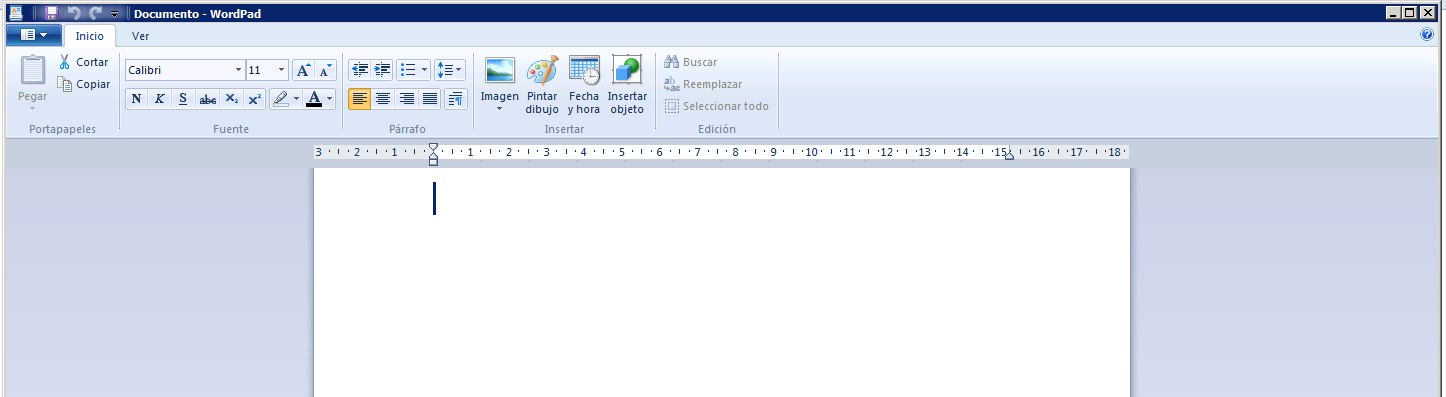 Documento - WordPad
Inicio Ver
Pegar
Cortar
Copiar
Portapapeles
Calibri 11 A A
N K S abc X₂ X² A
Fuente
Párrafo
Imagen
Pintar dibujo
Fecha y hora
Insertar objeto
Insertar
Buscar
Reemplazar
Seleccionar todo
Edición
3 2 1 1 2 3 4 5 6 7 8 9 10 11 12 13 14 15 16 17 18